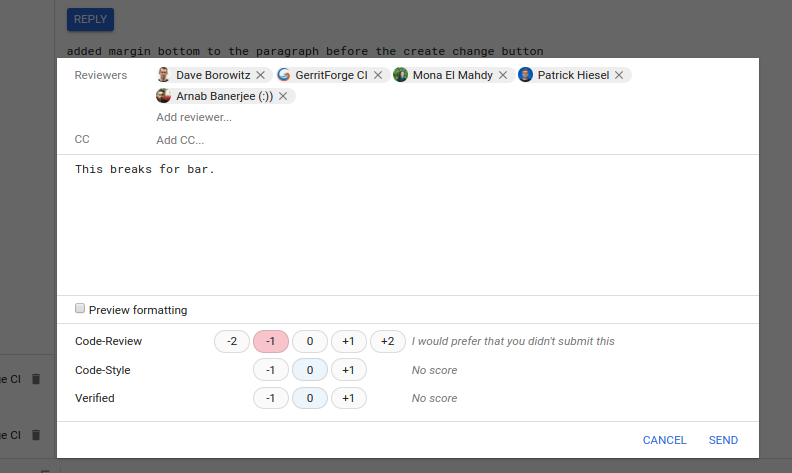 REPLY
added margin bottom to the paragraph before the create change button
Reviewers Dave Borowitz GerritForge CI Mona El Mahdy Patrick Hiesel
Arnab Banerjee (:))
Add reviewer...
CC Add CC...
This breaks for bar.
Preview formatting
Code-Review -2 -1 0 +1 +2 I would prefer that you didn't submit this
Code-Style -1 0 +1 No score
e CI
Verified -1 0 +1 No score
e CI
CANCEL SEND